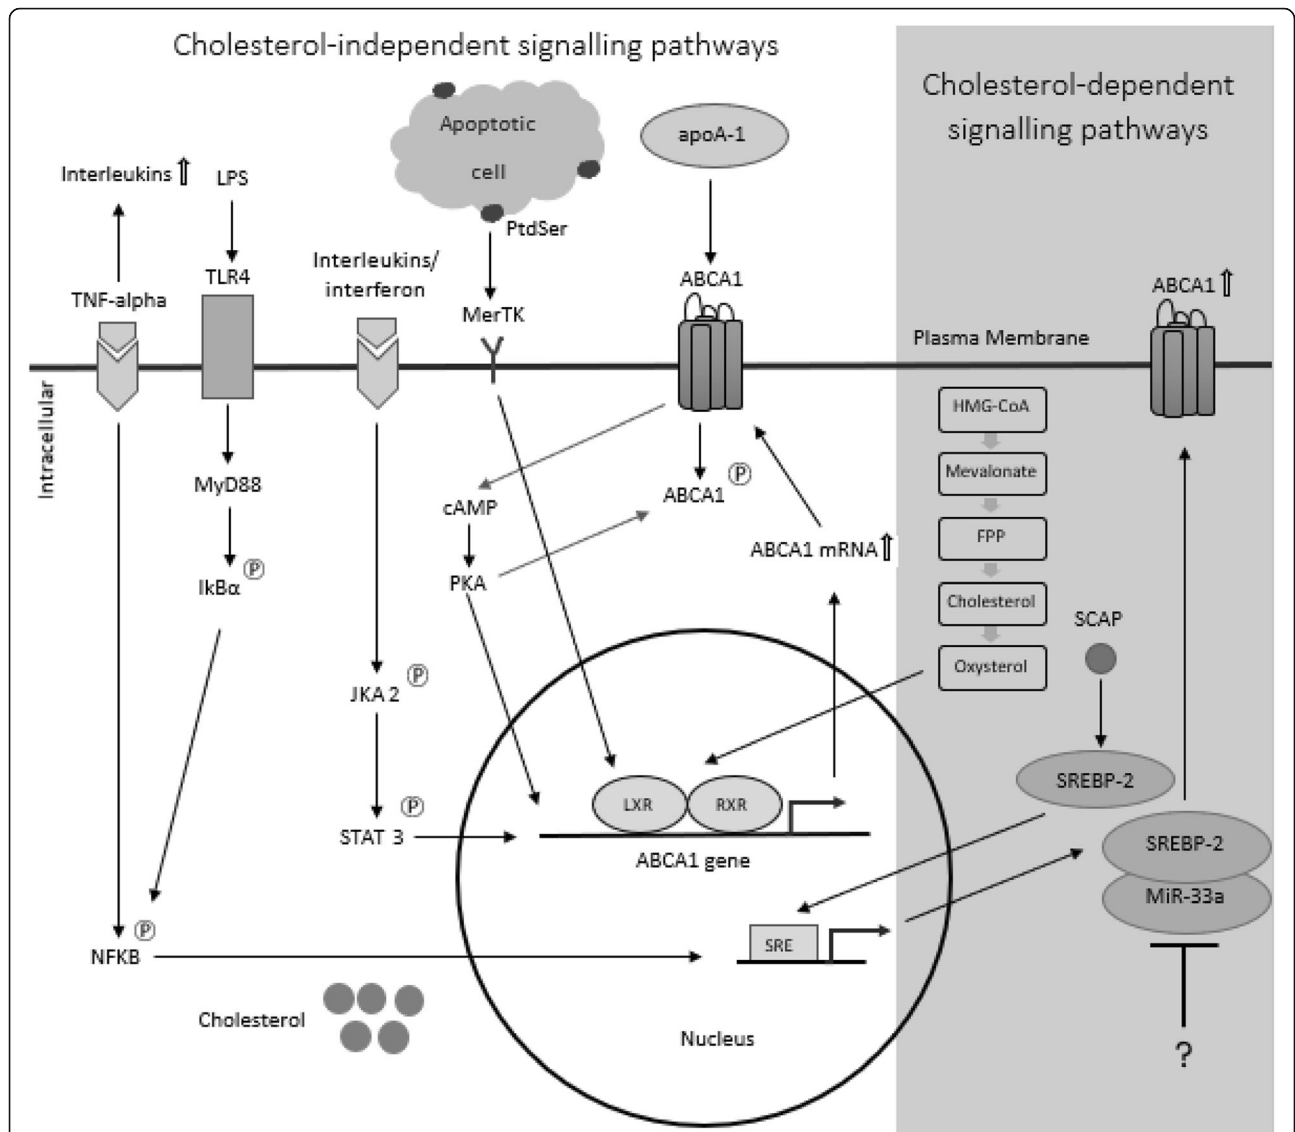 Cholesterol-independent signalling pathways
Cholesterol-dependent
signalling pathways
Apoptotic
cell
apoA-1
Interleukins
LPS
PtdSer
Interleukins/
interferon
TLR4
TNF-alpha
MerTK
ABCA1
ABCA1
Plasma Membrane
Intracellular
HMG-CoA
Mevalonate
FPP
Cholesterol
Oxysterol
MyD88
P
ABCA1
cAMP
ABCA1 mRNA
PKA
P
IkBα
SCAP
P
JKA 2
SREBP-2
P
STAT 3
LXR
RXR
ABCA1 gene
SREBP-2
MiR-33a
P
NFKB
SRE
Cholesterol
Nucleus
?